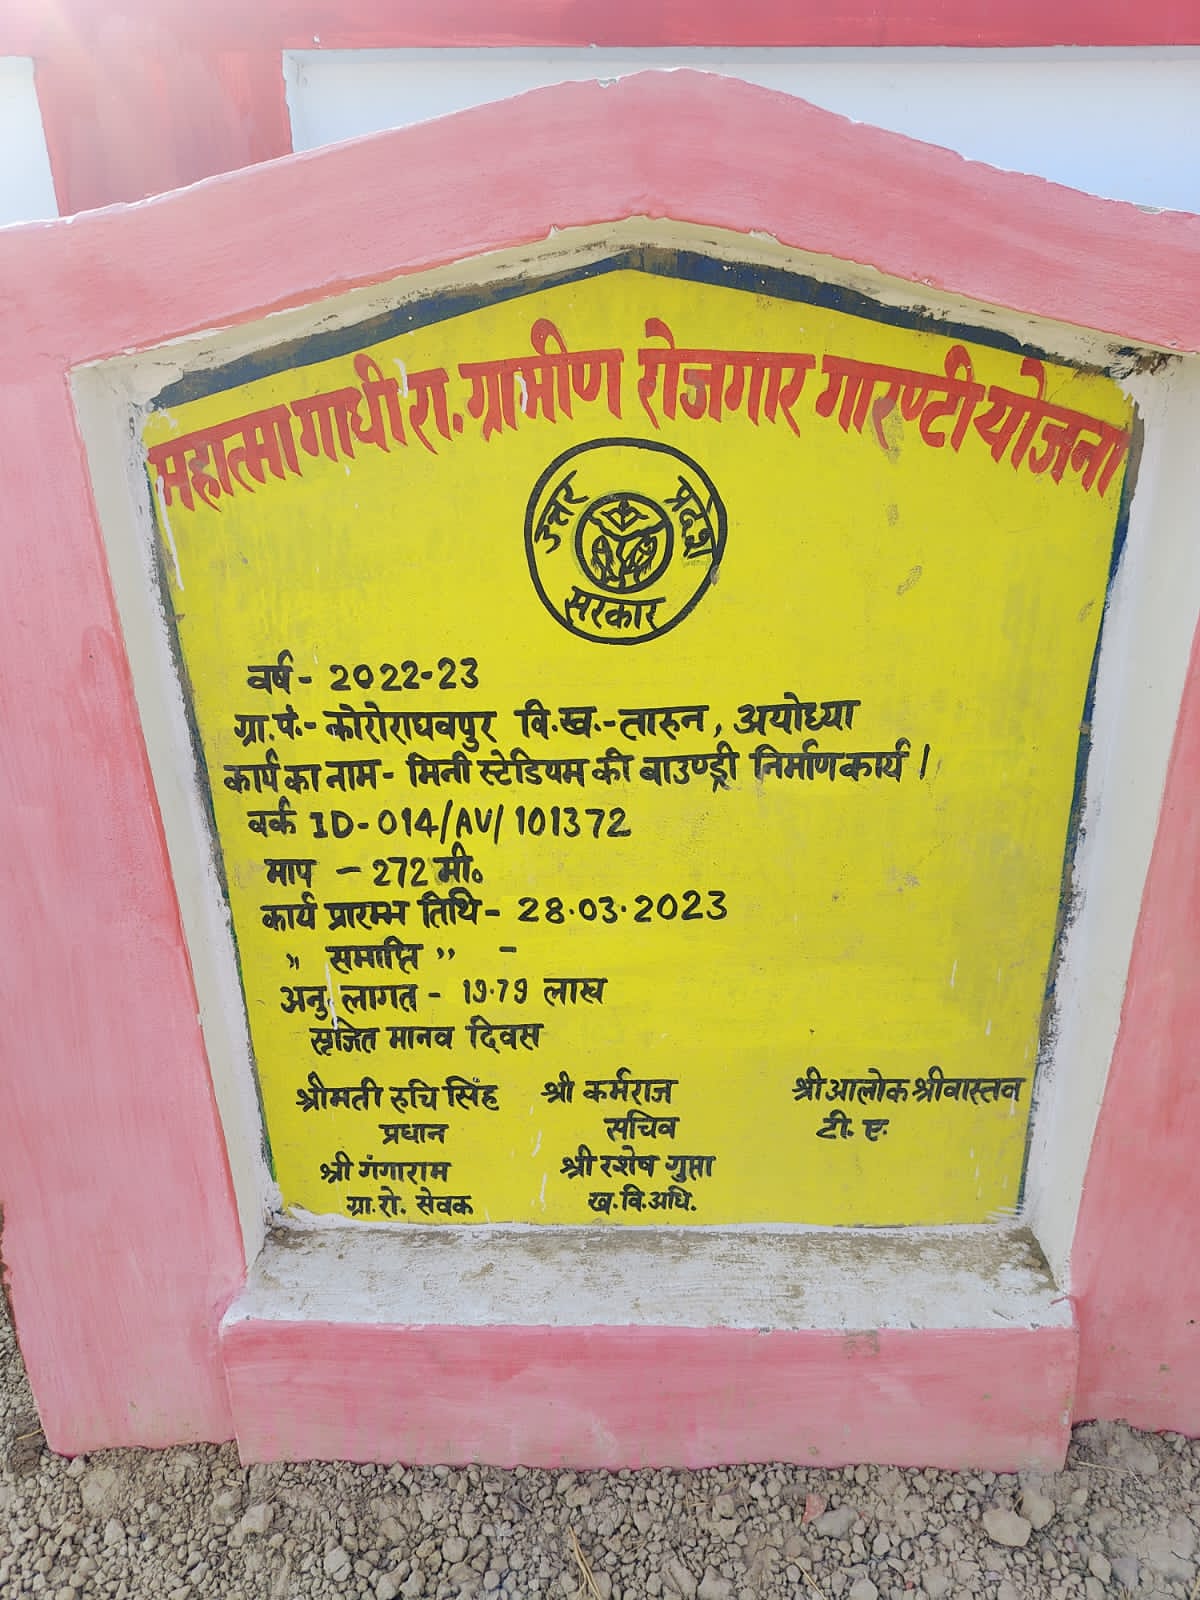 महात्मा गाधी रा. ग्रामीण रोजगार गारण्टी योजना
उत्तर प्रदेश
सरकार
वर्ष - 2022-23
ग्रा.पं.- कोरोराघवपुर वि.ख.-तारुन, अयोध्या
कार्य का नाम - मिनी स्टेडियम की बाउण्ड्री निर्माण कार्य।
वर्क ID-014/AV/101372
माप - 272 मी॰
कार्य प्रारम्भ तिथि - 28.03.2023
" समाप्ति " -
अनु. लागत - 19.79 लाख
सृजित मानव दिवस
श्रीमती रुचि सिंह श्री कर्मराज श्री आलोक श्रीवास्तव
प्रधान सचिव टी. ए.
श्री गंगाराम श्री रशेष गुप्ता
ग्रा.रो. सेवक ख.वि.अधि.